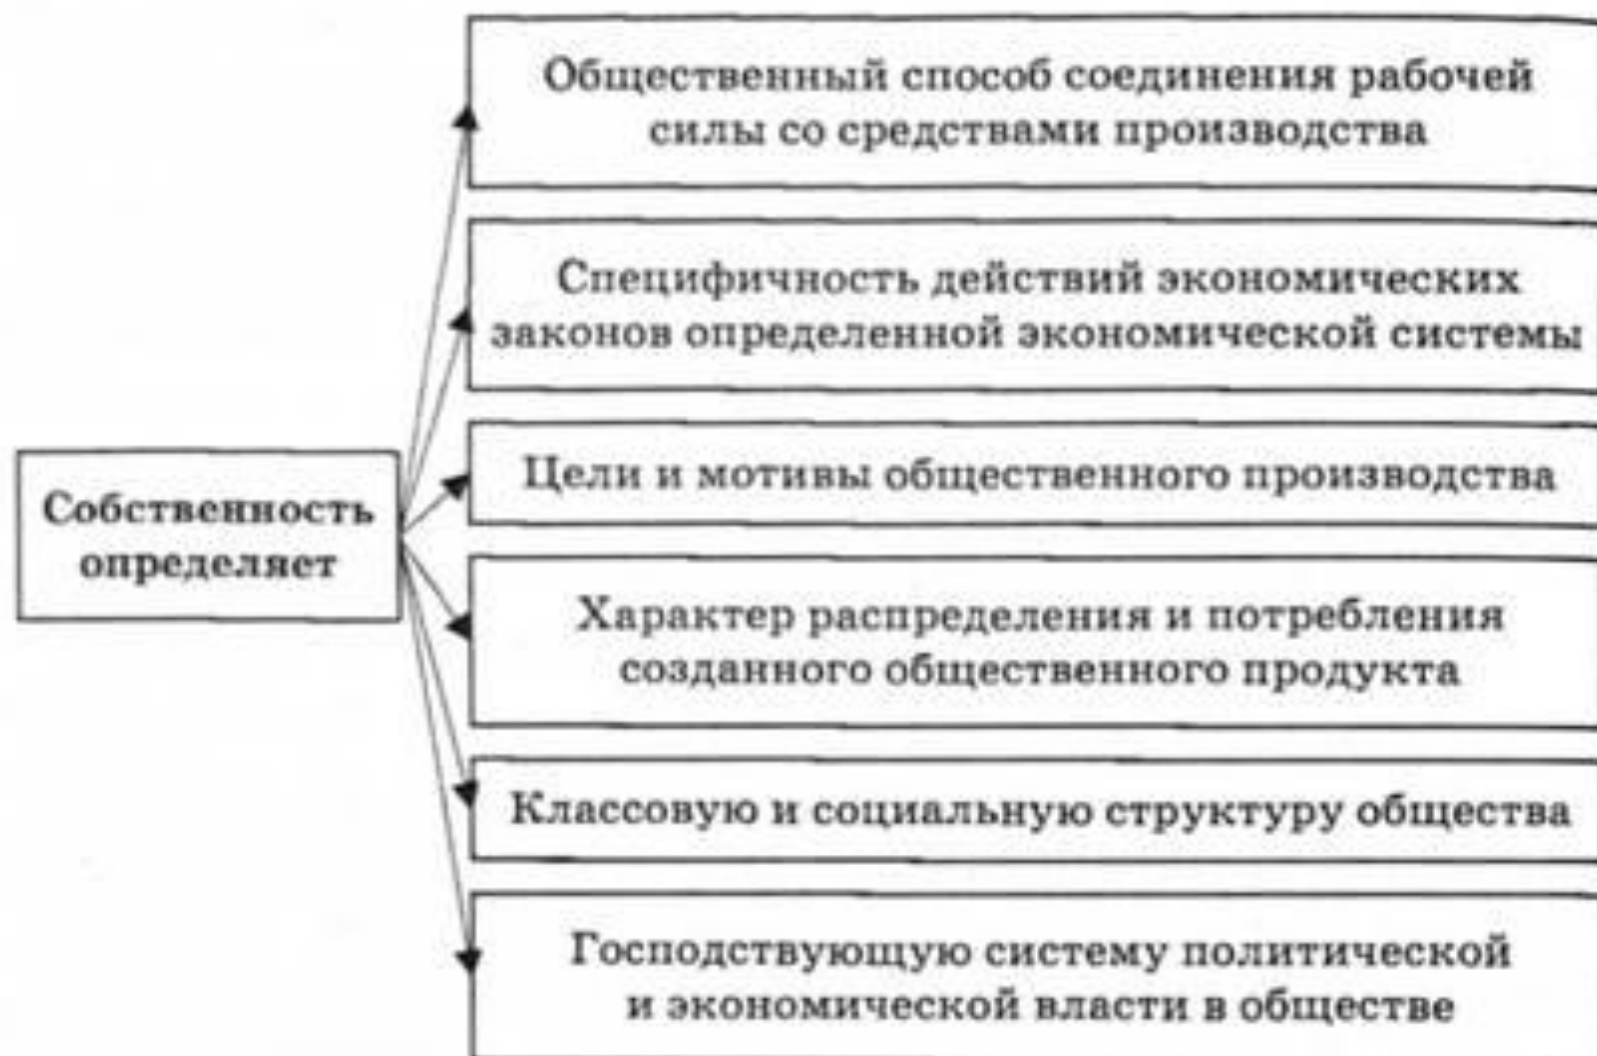 Общественный способ соединения рабочей
силы со средствами производства
Специфичность действий экономических
законов определенной экономической системы
Цели и мотивы общественного производства
Собственность
определяет
Характер распределения и потребления
созданного общественного продукта
Классовую и социальную структуру общества
Господствующую систему политической
и экономической власти в обществе